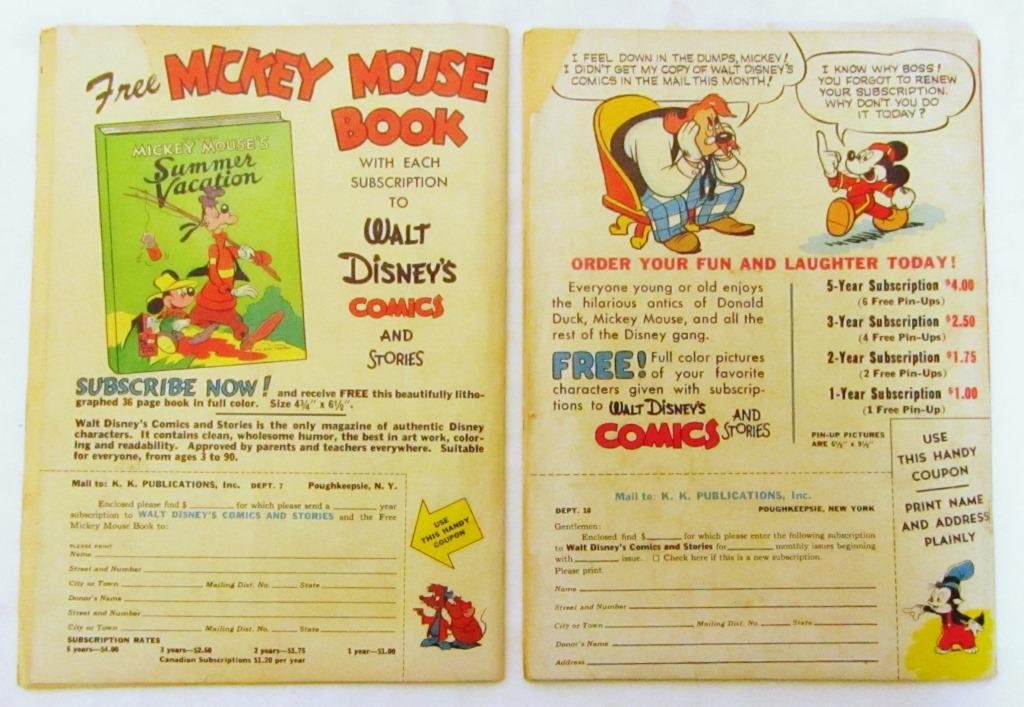 Free MICKEY MOUSE
BOOK
MICKEY MOUSE'S
Summer
Vacation
WITH EACH
SUBSCRIPTION
TO
WALT
DISNEY'S
COMICS
AND
STORIES
SUBSCRIBE NOW! and receive FREE this beautifully litho-
graphed 36 page book in full color. Size 4¾" x 6½".
Walt Disney's Comics and Stories is the only magazine of authentic Disney
characters. It contains clean, wholesome humor, the best in art work, color-
ing and readability. Approved by parents and teachers everywhere. Suitable
for everyone, from ages 3 to 90.
Mail to: K. K. PUBLICATIONS, Inc. DEPT. 7 Poughkeepsie, N. Y.
Enclosed please find $ for which please send a year
subscription to WALT DISNEY'S COMICS AND STORIES and the Free
Mickey Mouse Book to:
PLEASE PRINT
Name
Street and Number
City or Town Mailing Dist. No. State
Donor's Name
Street and Number
City or Town Mailing Dist. No. State
SUBSCRIPTION RATES
5 years—$4.00 3 years—$2.50 2 years—$1.75 1 year—$1.00
Canadian Subscriptions $1.20 per year
USE
THIS HANDY
COUPON
I FEEL DOWN IN THE DUMPS, MICKEY!
I DIDN'T GET MY COPY OF WALT DISNEY'S
COMICS IN THE MAIL THIS MONTH!
I KNOW WHY BOSS!
YOU FORGOT TO RENEW
YOUR SUBSCRIPTION.
WHY DON'T YOU DO
IT TODAY?
ORDER YOUR FUN AND LAUGHTER TODAY!
Everyone young or old enjoys
the hilarious antics of Donald
Duck, Mickey Mouse, and all the
rest of the Disney gang.
FREE! Full color pictures
of your favorite
characters given with subscrip-
tions to WALT DISNEY'S
COMICS AND STORIES
5-Year Subscription $4.00
(6 Free Pin-Ups)
3-Year Subscription $2.50
(4 Free Pin-Ups)
2-Year Subscription $1.75
(2 Free Pin-Ups)
1-Year Subscription $1.00
(1 Free Pin-Up)
PIN-UP PICTURES
ARE 6½" x 9½"
USE
THIS HANDY
COUPON
PRINT NAME
AND ADDRESS
PLAINLY
Mail to: K. K. PUBLICATIONS, Inc.
DEPT. 10 POUGHKEEPSIE, NEW YORK
Gentlemen:
Enclosed find $ for which please enter the following subscription
to Walt Disney's Comics and Stories for monthly issues beginning
with issue. □ Check here if this is a new subscription.
Please print
Name
Street and Number
City or Town Mailing Dist. No. State
Donor's Name
Address